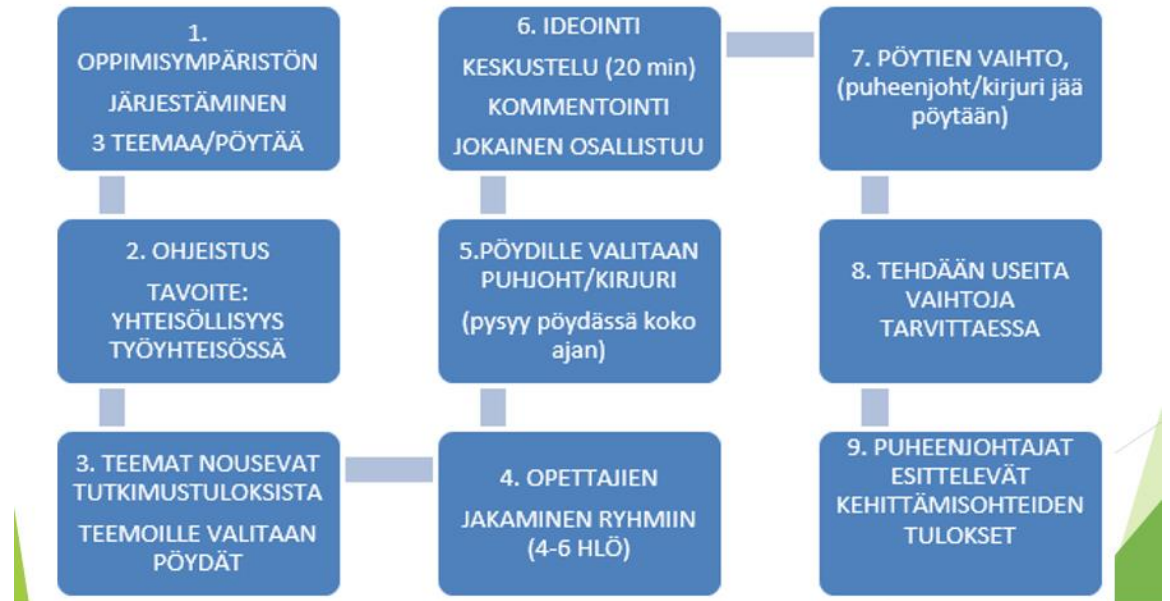 1.
OPPIMISYMPÄRISTÖN
JÄRJESTÄMINEN
3 TEEMAA/PÖYTÄÄ
2. OHJEISTUS
TAVOITE:
YHTEISÖLLISYYS
TYÖYHTEISÖSSÄ
3. TEEMAT NOUSEVAT
TUTKIMUSTULOKSISTA
TEEMOILLE VALITAAN
PÖYDÄT
4. OPETTAJIEN
JAKAMINEN RYHMIIN
(4-6 HLÖ)
5.PÖYDILLE VALITAAN
PUHJOHT/KIRJURI
(pysyy pöydässä koko
ajan)
6. IDEOINTI
KESKUSTELU (20 min)
KOMMENTOINTI
JOKAINEN OSALLISTUU
7. PÖYTIEN VAIHTO,
(puheenjoht/kirjuri jää
pöytään)
8. TEHDÄÄN USEITA
VAIHTOJA
TARVITTAESSA
9. PUHEENJOHTAJAT
ESITTELEVÄT
KEHITTÄMISOHTEIDEN
TULOKSET